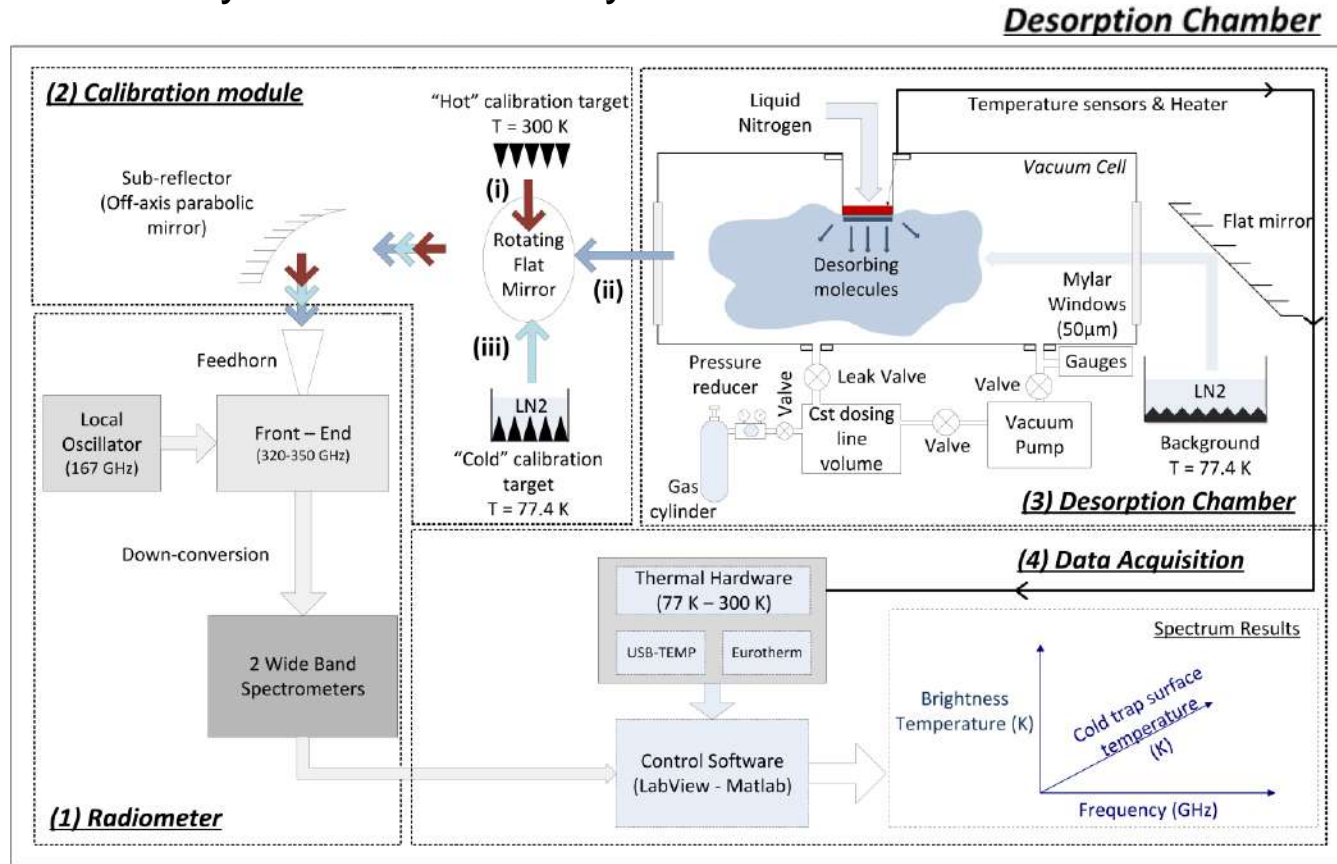 Desorption Chamber
(2) Calibration module
"Hot" calibration target
T = 300 K
Sub-reflector
(Off-axis parabolic
mirror)
(i)
Rotating
Flat
Mirror
(ii)
(iii)
LN2
"Cold" calibration
target
T = 77.4 K
Liquid
Nitrogen
Temperature sensors & Heater
Vacuum Cell
Flat mirror
Desorbing
molecules
Mylar
Windows
(50μm)
Gauges
Pressure
reducer
Valve
Leak Valve
Valve
Cst dosing
line
volume
Valve
Vacuum
Pump
LN2
Background
T = 77.4 K
Gas
cylinder
(3) Desorption Chamber
Feedhorn
Local
Oscillator
(167 GHz)
Front – End
(320-350 GHz)
Down-conversion
2 Wide Band
Spectrometers
(1) Radiometer
(4) Data Acquisition
Thermal Hardware
(77 K – 300 K)
USB-TEMP
Eurotherm
Control Software
(LabView - Matlab)
Spectrum Results
Brightness
Temperature (K)
Cold trap surface
temperature
(K)
Frequency (GHz)